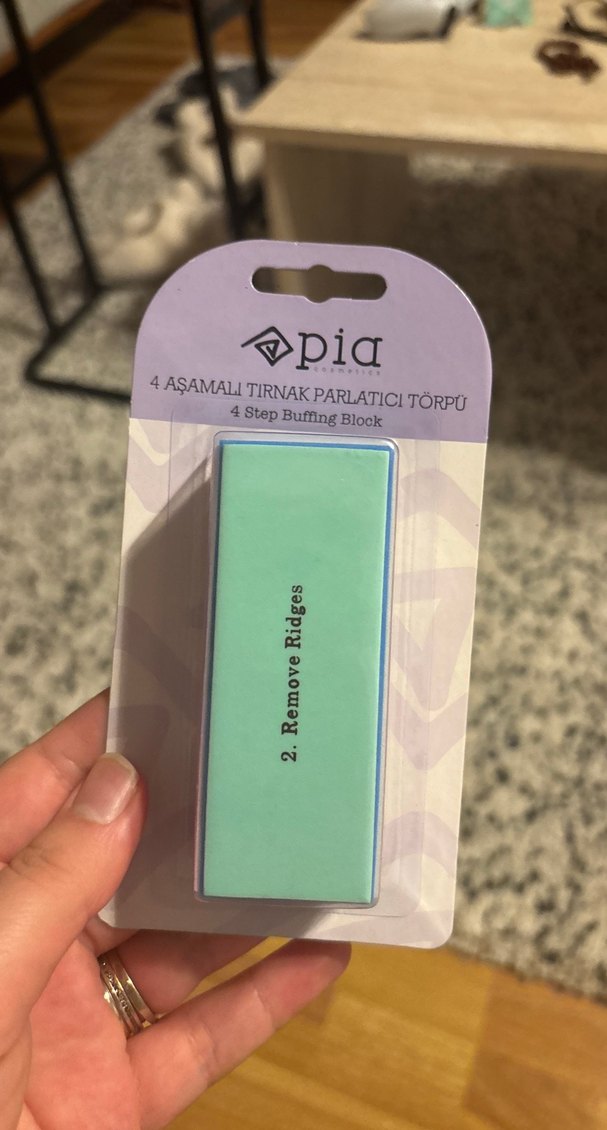 pia
cosmetics
4 AŞAMALI TIRNAK PARLATICI TÖRPÜ
4 Step Buffing Block
2. Remove Ridges